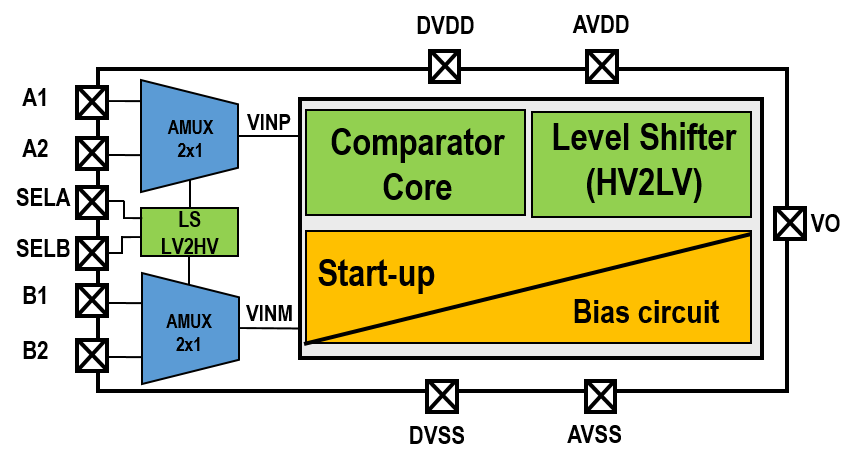 DVDD
AVDD
A1
A2
SELA
SELB
B1
B2
AMUX
2x1
VINP
LS
LV2HV
AMUX
2x1
VINM
Comparator
Core
Level Shifter
(HV2LV)
Start-up
Bias circuit
VO
DVSS
AVSS